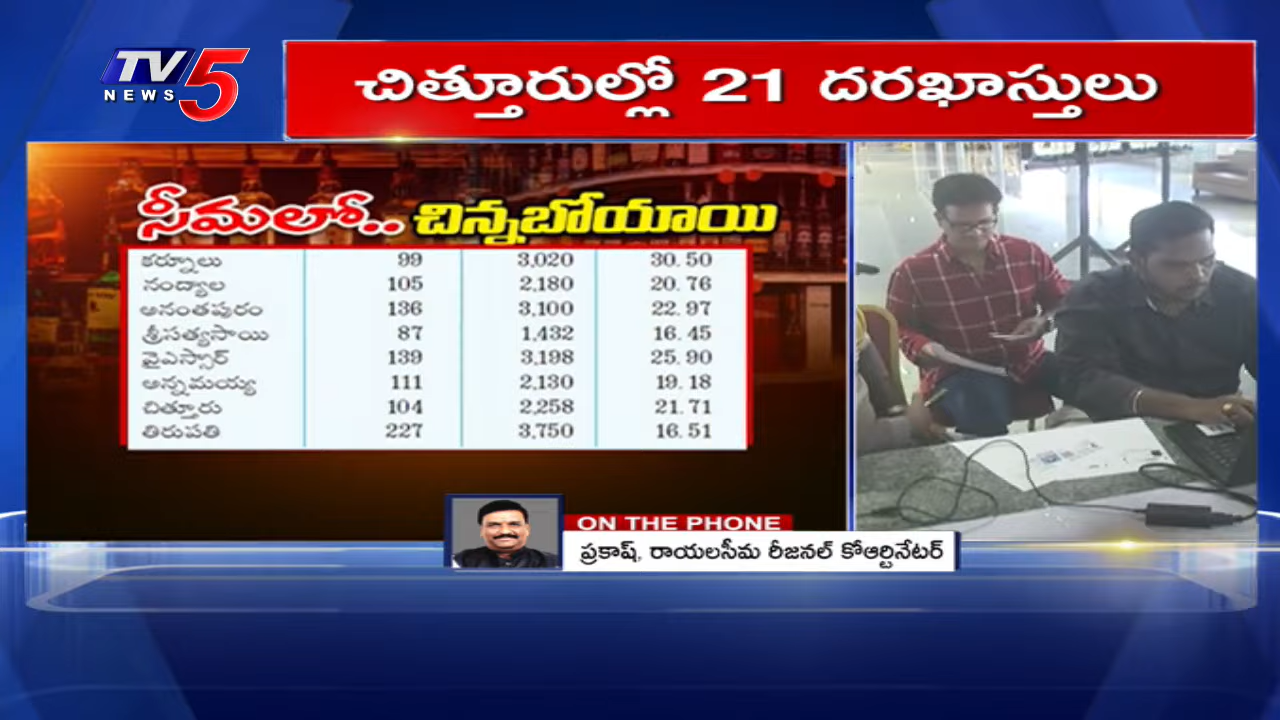 TV5
NEWS
చిత్తూరుల్లో 21 దరఖాస్తులు
సీమలో.. చిన్నబోయాయి
కర్నూలు 99 3,020 30.50
నంద్యాల 105 2,180 20.76
అనంతపురం 136 3,100 22.97
శ్రీసత్యసాయి 87 1,432 16.45
వైఎస్సార్ 139 3,198 25.90
అన్నమయ్య 111 2,130 19.18
చిత్తూరు 104 2,258 21.71
తిరుపతి 227 3,750 16.51
ON THE PHONE
ప్రకాష్, రాయలసీమ రీజనల్ కోఆర్డినేటర్